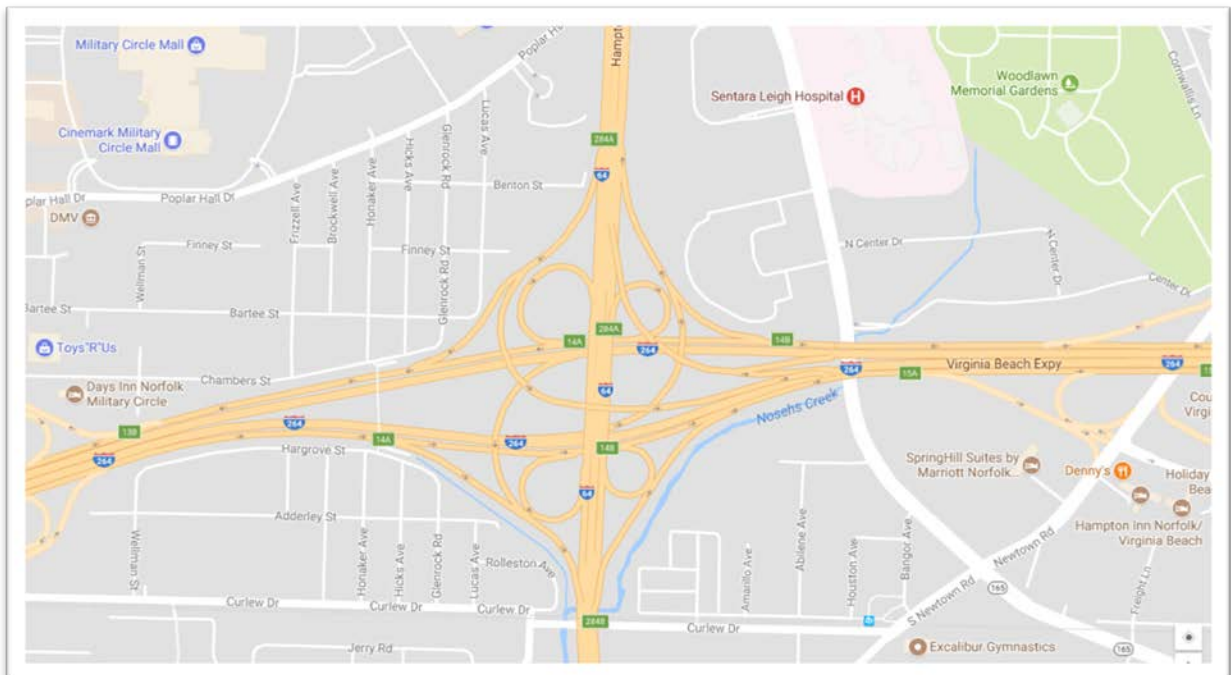 Military Circle Mall
Poplar H
Hampt
284A
64
Sentara Leigh Hospital H
Woodlawn
Memorial Gardens
Cornwallis Ln
Cinemark Military
Circle Mall
Lucas Ave
Glenrock Rd
Hicks Ave
Honaker Ave
Benton St
plar Hall Dr
Poplar Hall Dr
DMV
Frizzell Ave
Brockwell Ave
Wellman St
Finney St
Finney St
N Center Dr
N Center Dr
Center Dr
Glenrock Rd
Bartee St
Bartee St
284A
14A
264
14B
Toys"R"Us
Chambers St
Virginia Beach Expy
264
264
15A
Days Inn Norfolk
Military Circle
64
Nosehs Creek
Cou
Virgi
13B
264
14A
264
14B
264
Hargrove St
SpringHill Suites by
Marriott Norfolk...
Denny's
Holiday
Bea
64
Hampton Inn Norfolk/
Virginia Beach
Adderley St
Wellman St
Honaker Ave
Hicks Ave
Glenrock Rd
Lucas Ave
Rolleston Ave
Amarillo Ave
Abilene Ave
Houston Ave
Bangor Ave
Newtown Rd
S Newtown Rd
165
Freight Ln
Curlew Dr
Curlew Dr
Curlew Dr
284B
Curlew Dr
Jerry Rd
Excalibur Gymnastics
165